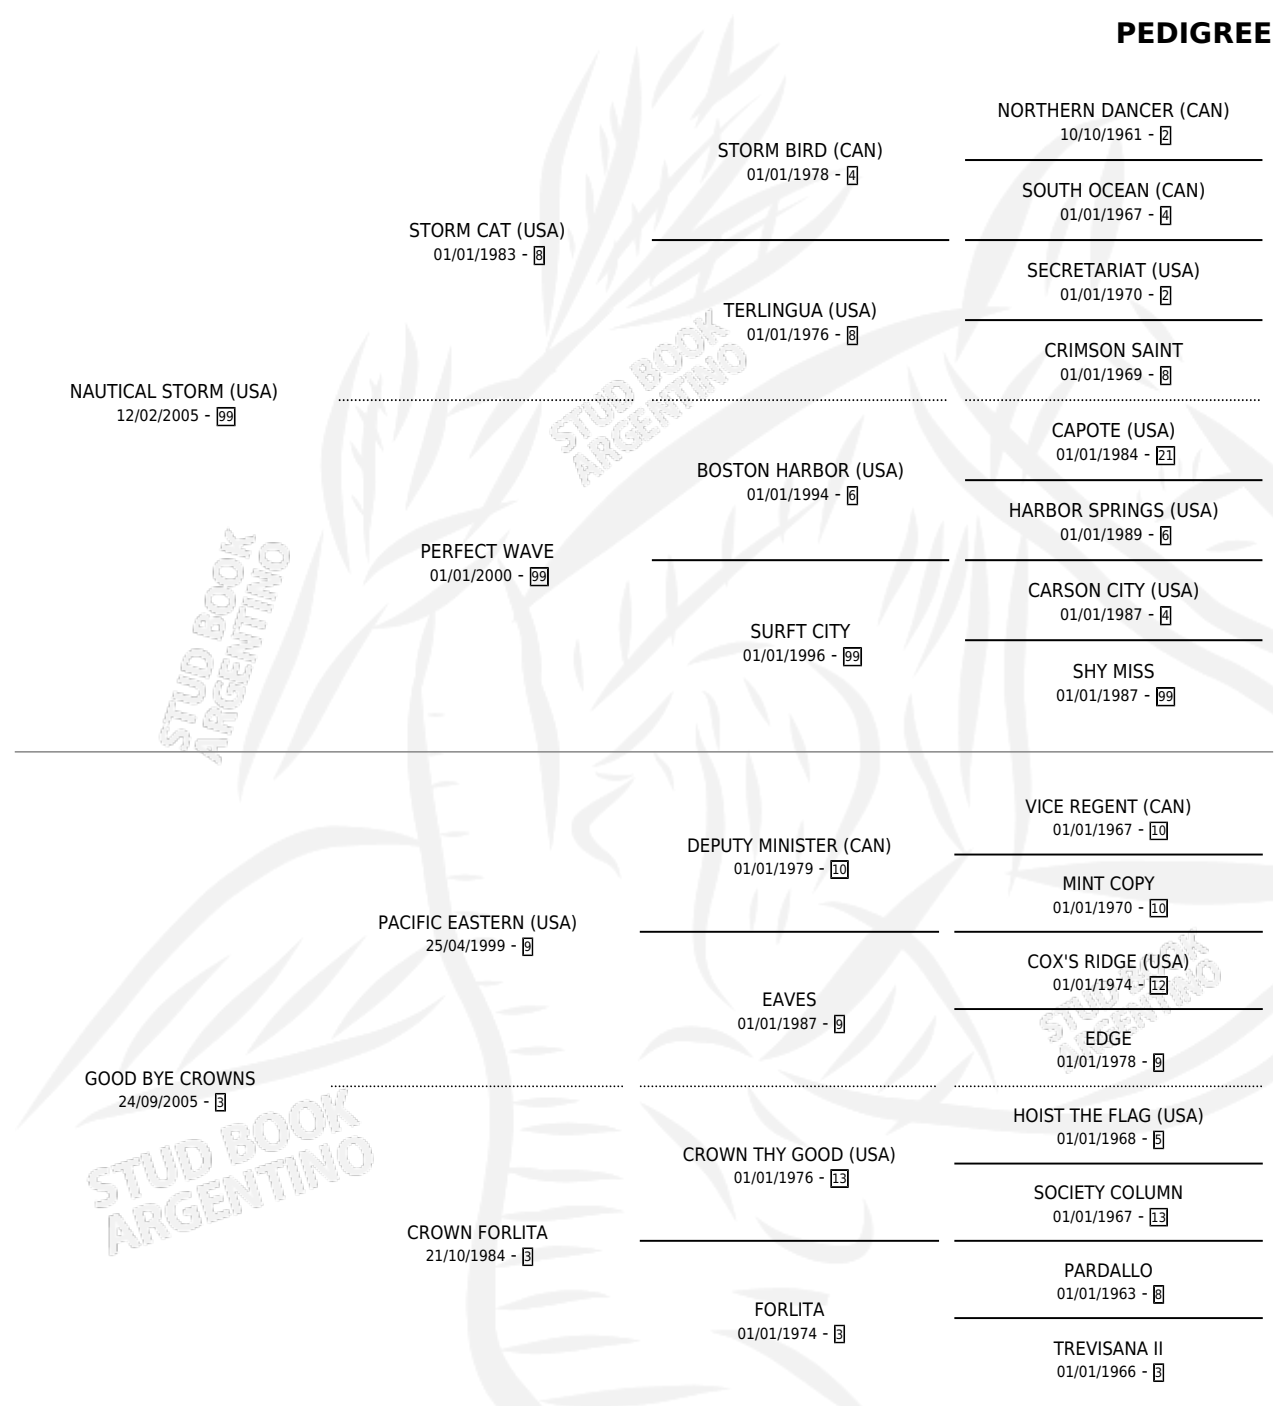 PEDIGREE
NORTHERN DANCER (CAN)
10/10/1961 - 2
STORM BIRD (CAN)
01/01/1978 - 4
SOUTH OCEAN (CAN)
01/01/1967 - 4
STORM CAT (USA)
01/01/1983 - 8
SECRETARIAT (USA)
01/01/1970 - 2
TERLINGUA (USA)
01/01/1976 - 8
CRIMSON SAINT
01/01/1969 - 8
NAUTICAL STORM (USA)
12/02/2005 - 99
CAPOTE (USA)
01/01/1984 - 21
BOSTON HARBOR (USA)
01/01/1994 - 6
HARBOR SPRINGS (USA)
01/01/1989 - 6
PERFECT WAVE
01/01/2000 - 99
CARSON CITY (USA)
01/01/1987 - 4
SURFT CITY
01/01/1996 - 99
SHY MISS
01/01/1987 - 99
STUD BOOK
ARGENTINO
STUD BOOK
ARGENTINO
VICE REGENT (CAN)
01/01/1967 - 10
DEPUTY MINISTER (CAN)
01/01/1979 - 10
MINT COPY
01/01/1970 - 10
PACIFIC EASTERN (USA)
25/04/1999 - 9
COX'S RIDGE (USA)
01/01/1974 - 12
EAVES
01/01/1987 - 9
EDGE
01/01/1978 - 9
GOOD BYE CROWNS
24/09/2005 - 3
HOIST THE FLAG (USA)
01/01/1968 - 5
CROWN THY GOOD (USA)
01/01/1976 - 13
SOCIETY COLUMN
01/01/1967 - 13
CROWN FORLITA
21/10/1984 - 3
PARDALLO
01/01/1963 - 8
FORLITA
01/01/1974 - 3
TREVISANA II
01/01/1966 - 3
STUD BOOK
ARGENTINO
STUD BOOK
ARGENTINO